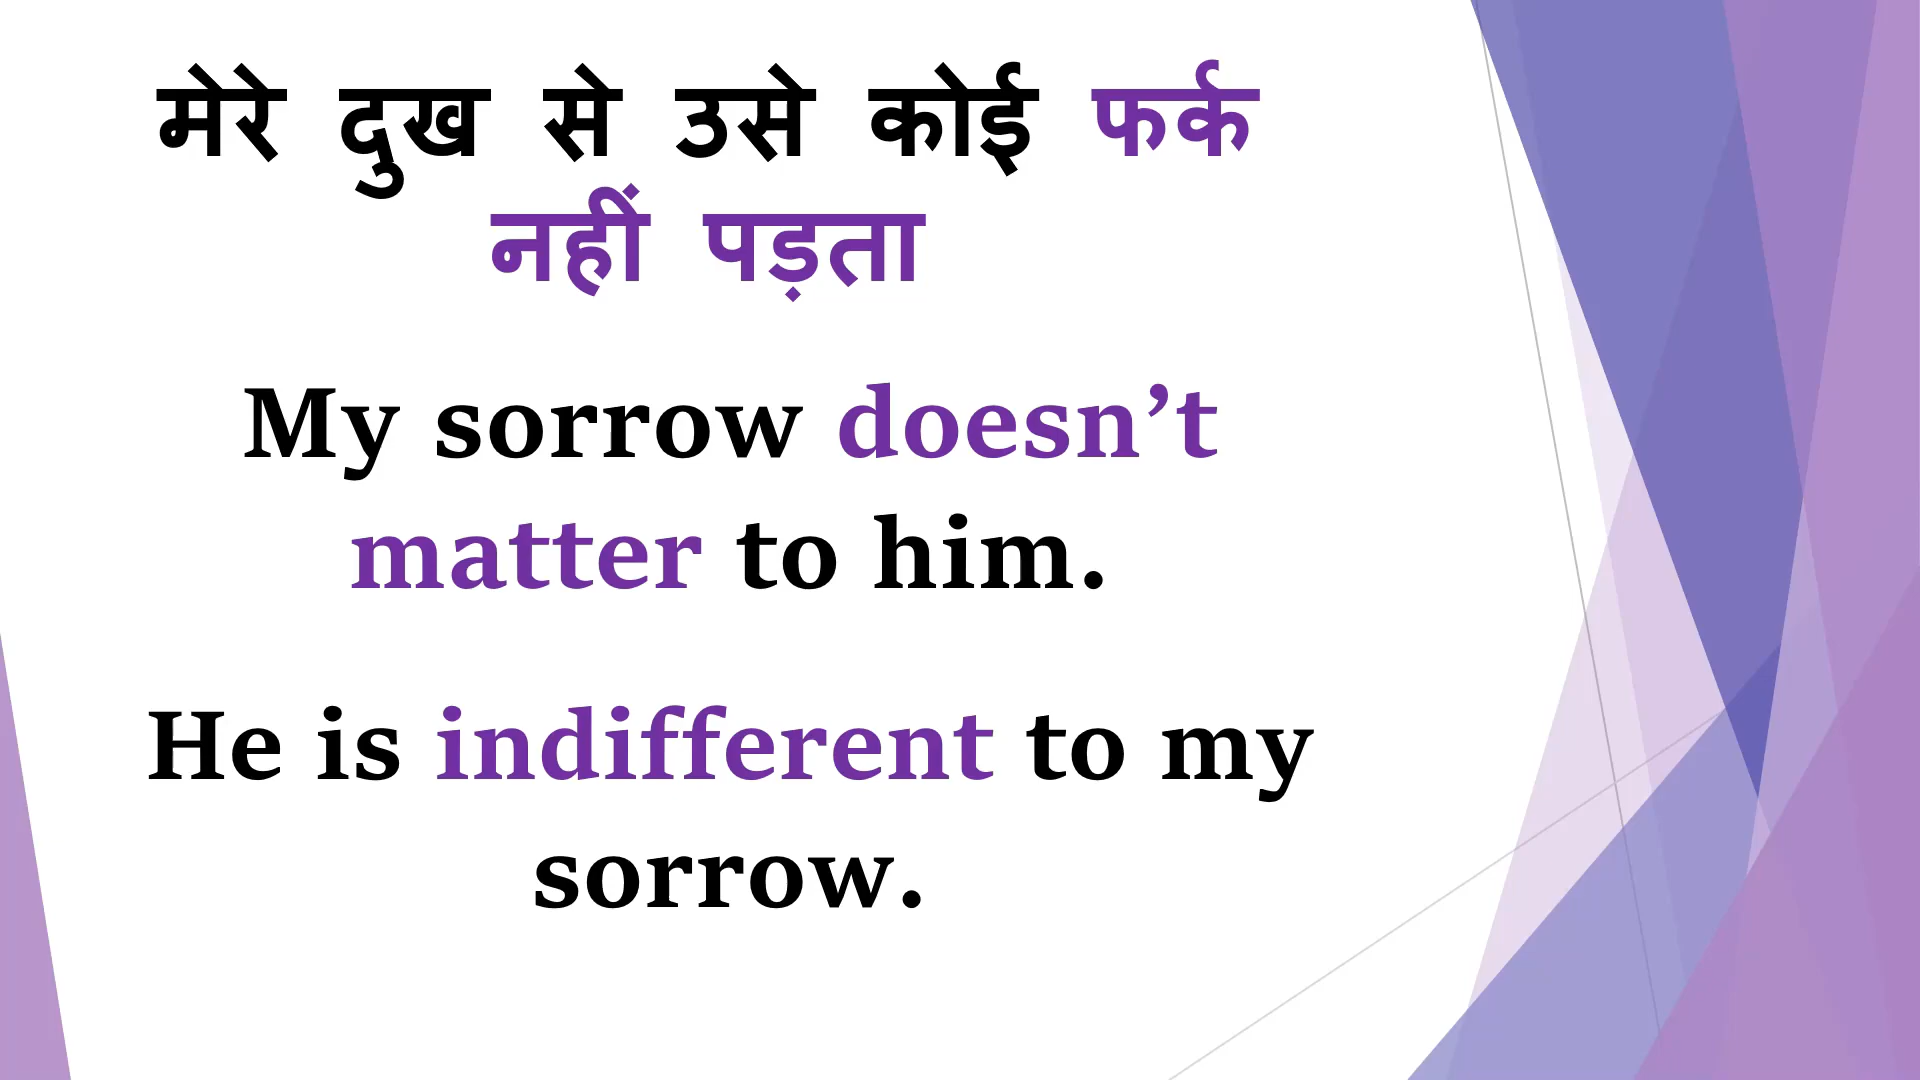 मेरे दुख से उसे कोई फर्क
नहीं पड़ता
My sorrow doesn’t
matter to him.
He is indifferent to my
sorrow.